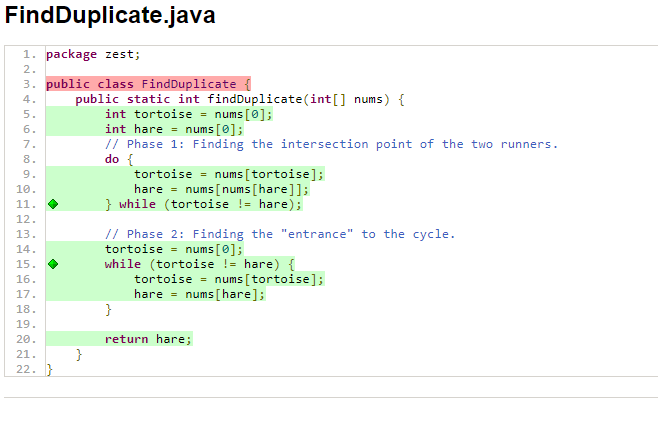 FindDuplicate.java
1. package zest;
2.
3. public class FindDuplicate {
4.     public static int findDuplicate(int[] nums) {
5.         int tortoise = nums[0];
6.         int hare = nums[0];
7.         // Phase 1: Finding the intersection point of the two runners.
8.         do {
9.             tortoise = nums[tortoise];
10.             hare = nums[nums[hare]];
11.         } while (tortoise != hare);
12.
13.         // Phase 2: Finding the "entrance" to the cycle.
14.         tortoise = nums[0];
15.         while (tortoise != hare) {
16.             tortoise = nums[tortoise];
17.             hare = nums[hare];
18.         }
19.
20.         return hare;
21.     }
22. }